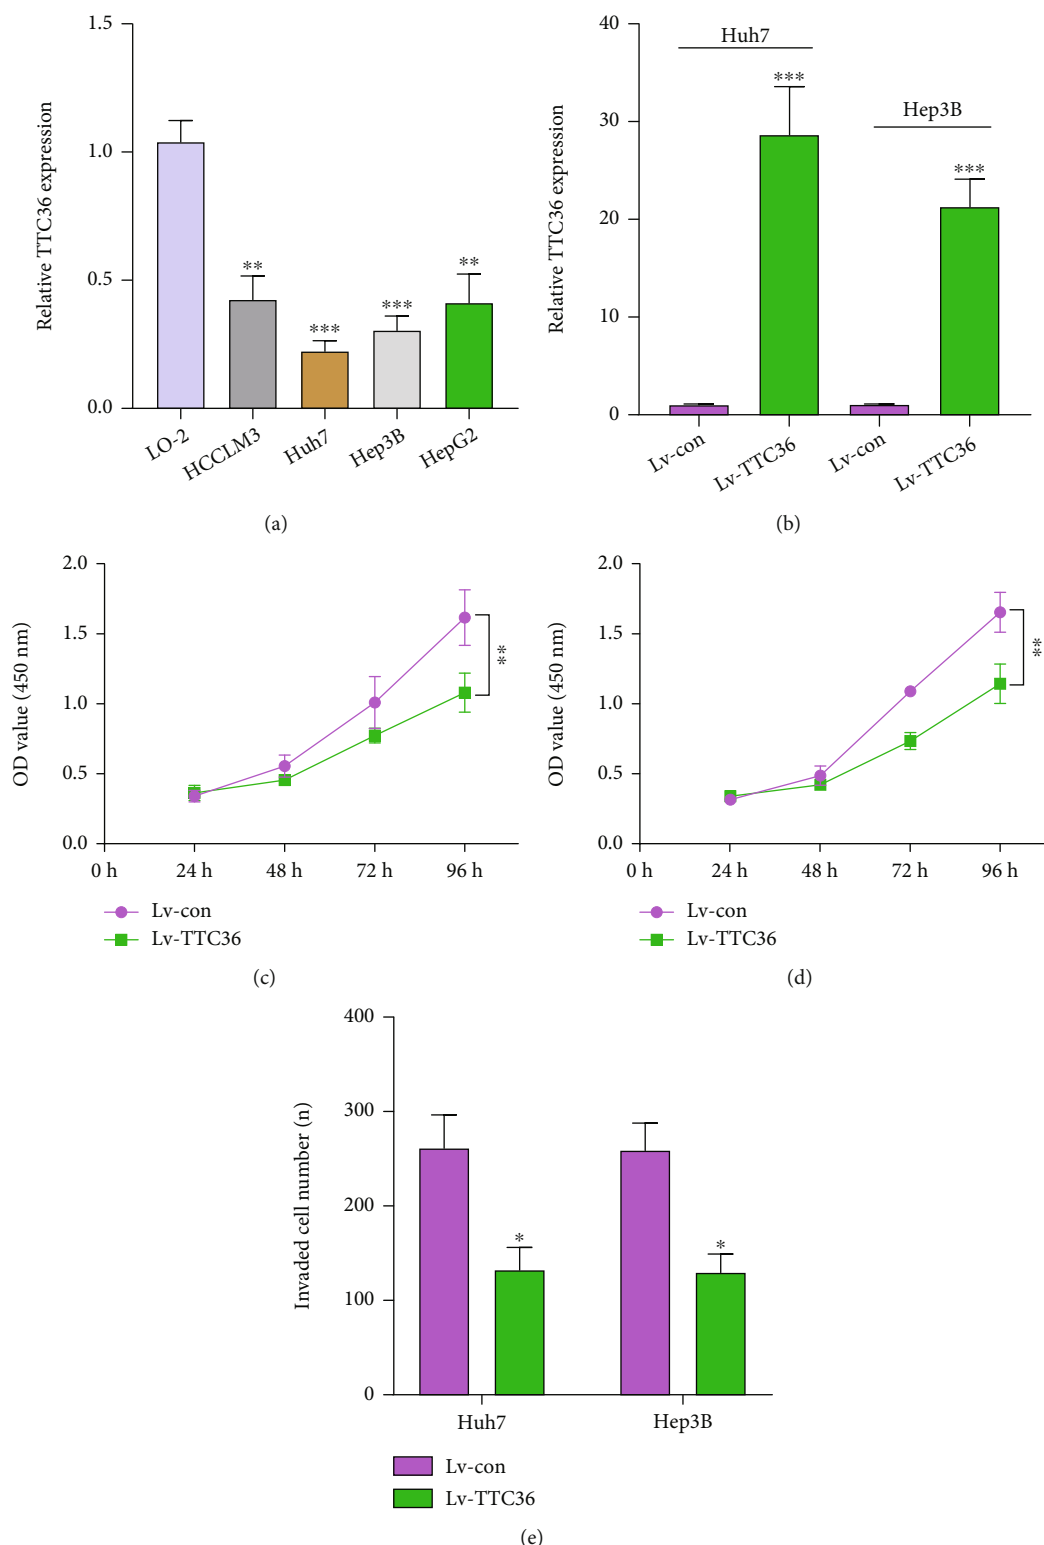 1.5
1.0
0.5
0.0
Relative TTC36 expression
**
***
***
**
LO-2
HCCLM3
Huh7
Hep3B
HepG2
(a)
40
30
20
10
0
Relative TTC36 expression
Huh7
***
Hep3B
***
Lv-con
Lv-TTC36
Lv-con
Lv-TTC36
(b)
2.0
1.5
1.0
0.5
0.0
OD value (450 nm)
**
0 h
24 h
48 h
72 h
96 h
Lv-con
Lv-TTC36
(c)
2.0
1.5
1.0
0.5
0.0
OD value (450 nm)
**
0 h
24 h
48 h
72 h
96 h
Lv-con
Lv-TTC36
(d)
400
300
200
100
0
Invaded cell number (n)
*
*
Huh7
Hep3B
Lv-con
Lv-TTC36
(e)